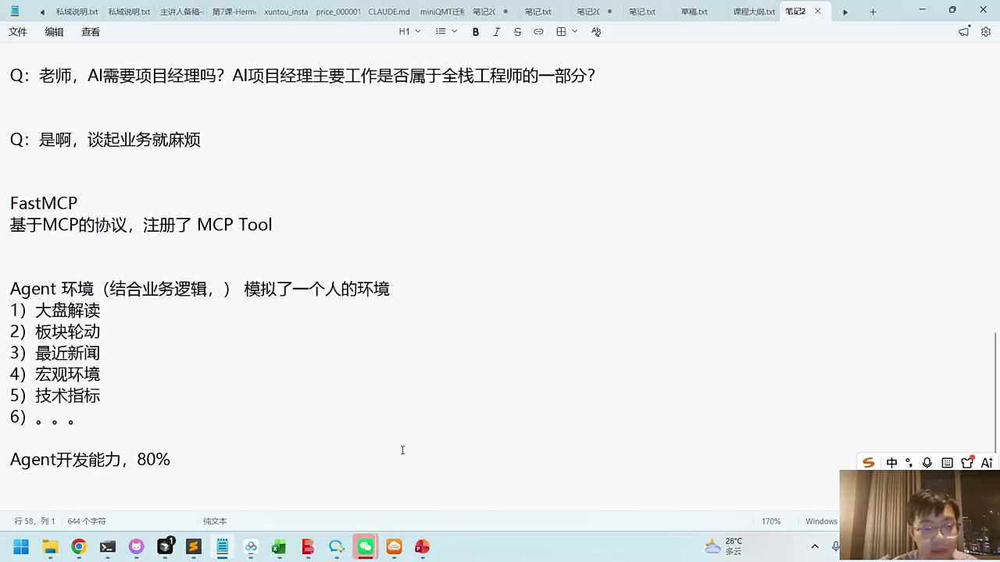 私域说明.txt
私域说明.txt
主讲人备稿-
第7课-Herm
xuntou_insta
price_000001
CLAUDE.md
miniQMT迁移
笔记2(
笔记.txt
笔记2(
笔记.txt
草稿.txt
课程大纲.txt
笔记2
文件 编辑 查看
H1
Q：老师，AI需要项目经理吗？AI项目经理主要工作是否属于全栈工程师的一部分？
Q：是啊，谈起业务就麻烦
FastMCP
基于MCP的协议，注册了 MCP Tool
Agent 环境（结合业务逻辑，） 模拟了一个人的环境
1）大盘解读
2）板块轮动
3）最近新闻
4）宏观环境
5）技术指标
6）。。。
Agent开发能力，80%
中
行 58，列 1 644 个字符 纯文本 170% Windows
28°C
多云